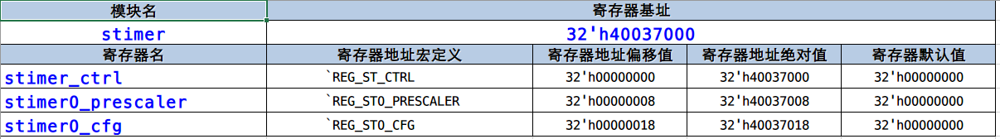 模块名 寄存器基址
stimer 32'h40037000
寄存器名 寄存器地址宏定义 寄存器地址偏移值 寄存器地址绝对值 寄存器默认值
stimer_ctrl `REG_ST_CTRL 32'h00000000 32'h40037000 32'h00000000
stimer0_prescaler `REG_ST0_PRESCALER 32'h00000008 32'h40037008 32'h00000000
stimer0_cfg `REG_ST0_CFG 32'h00000018 32'h40037018 32'h00000000